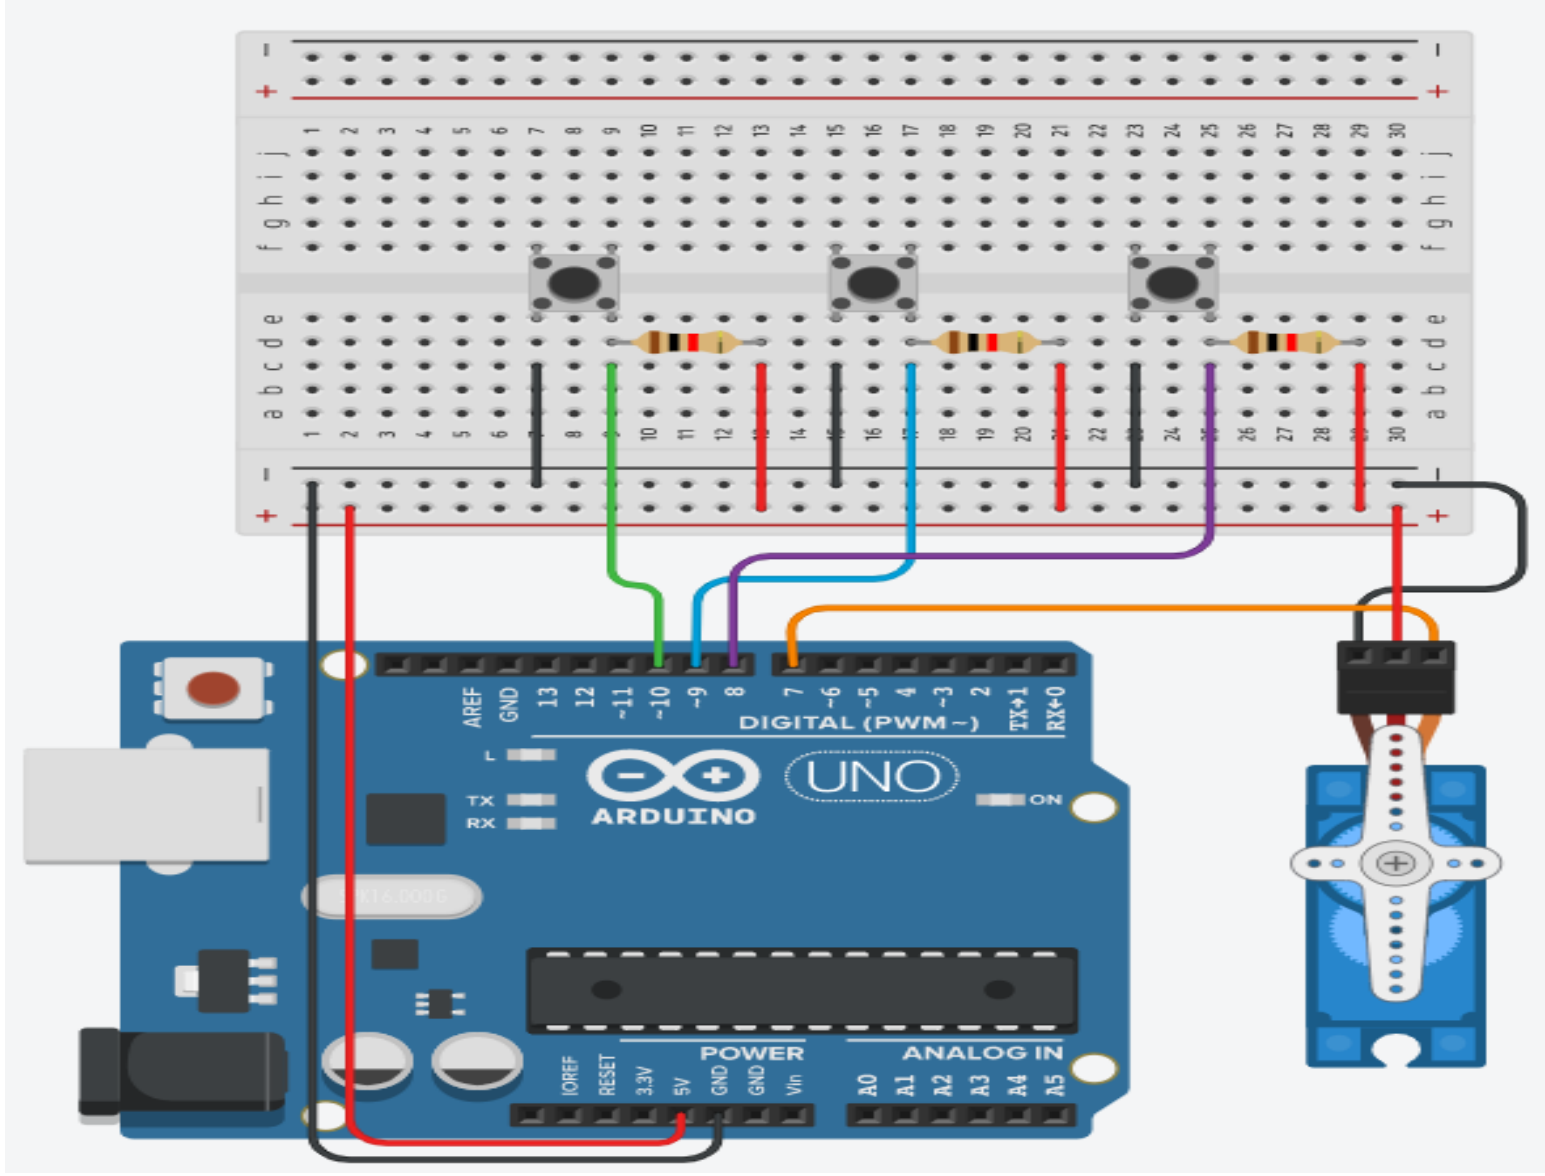 - -
+ +
1 2 3 4 5 6 7 8 9 10 11 12 13 14 15 16 17 18 19 20 21 22 23 24 25 26 27 28 29 30
j j
i i
h h
g g
f f
e e
d d
c c
b b
a a
1 2 3 4 5 6 8 10 11 12 14 16 18 19 20 22 24 26 27 28 30
- -
+ +
AREF GND 13 12 ~11 ~10 ~9 8 7 ~6 ~5 4 ~3 2 TX→1 RX←0
DIGITAL (PWM ~)
L
TX
RX
ARDUINO
UNO
ON
POWER
ANALOG IN
IOREF RESET 3.3V 5V GND GND Vin A0 A1 A2 A3 A4 A5